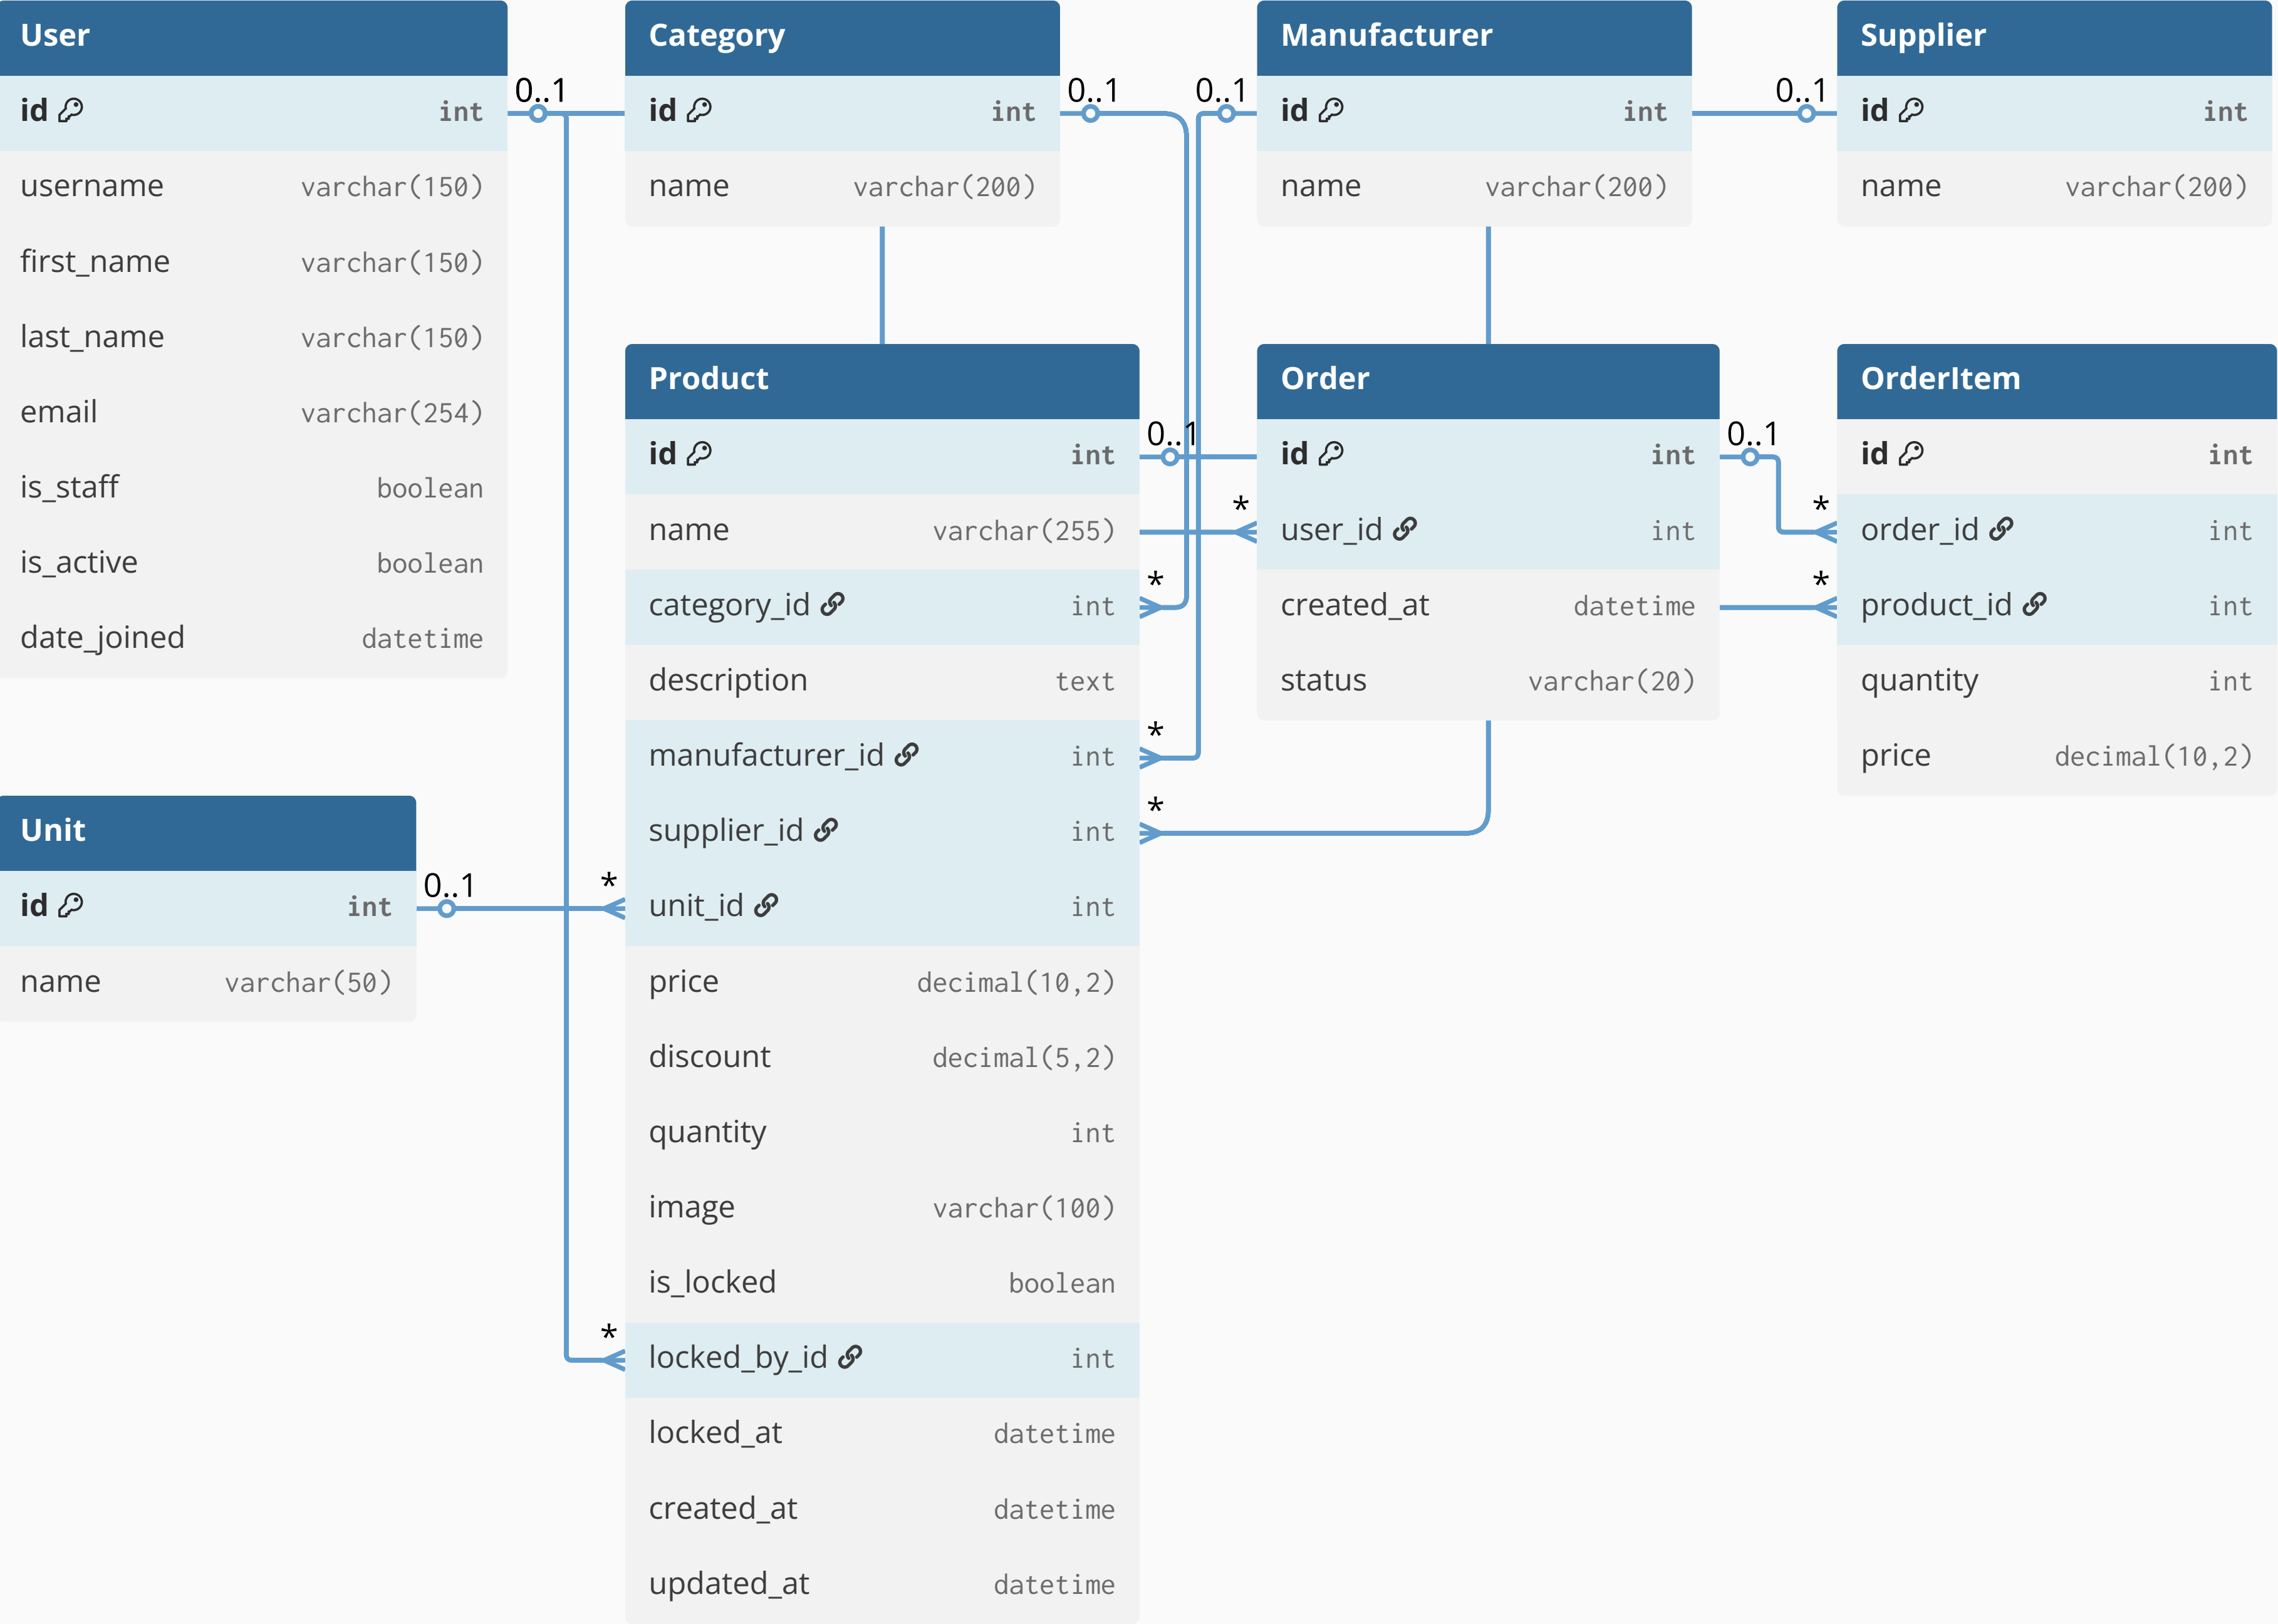 User
id int
username varchar(150)
first_name varchar(150)
last_name varchar(150)
email varchar(254)
is_staff boolean
is_active boolean
date_joined datetime
0..1
Category
id int
name varchar(200)
0..1
0..1
Manufacturer
id int
name varchar(200)
0..1
Supplier
id int
name varchar(200)
Product
id int
name varchar(255)
category_id int
description text
manufacturer_id int
supplier_id int
unit_id int
price decimal(10,2)
discount decimal(5,2)
quantity int
image varchar(100)
is_locked boolean
locked_by_id int
locked_at datetime
created_at datetime
updated_at datetime
0..1
*
*
*
*
Order
id int
user_id int
created_at datetime
status varchar(20)
0..1
*
*
OrderItem
id int
order_id int
product_id int
quantity int
price decimal(10,2)
Unit
id int
name varchar(50)
0..1
*
*